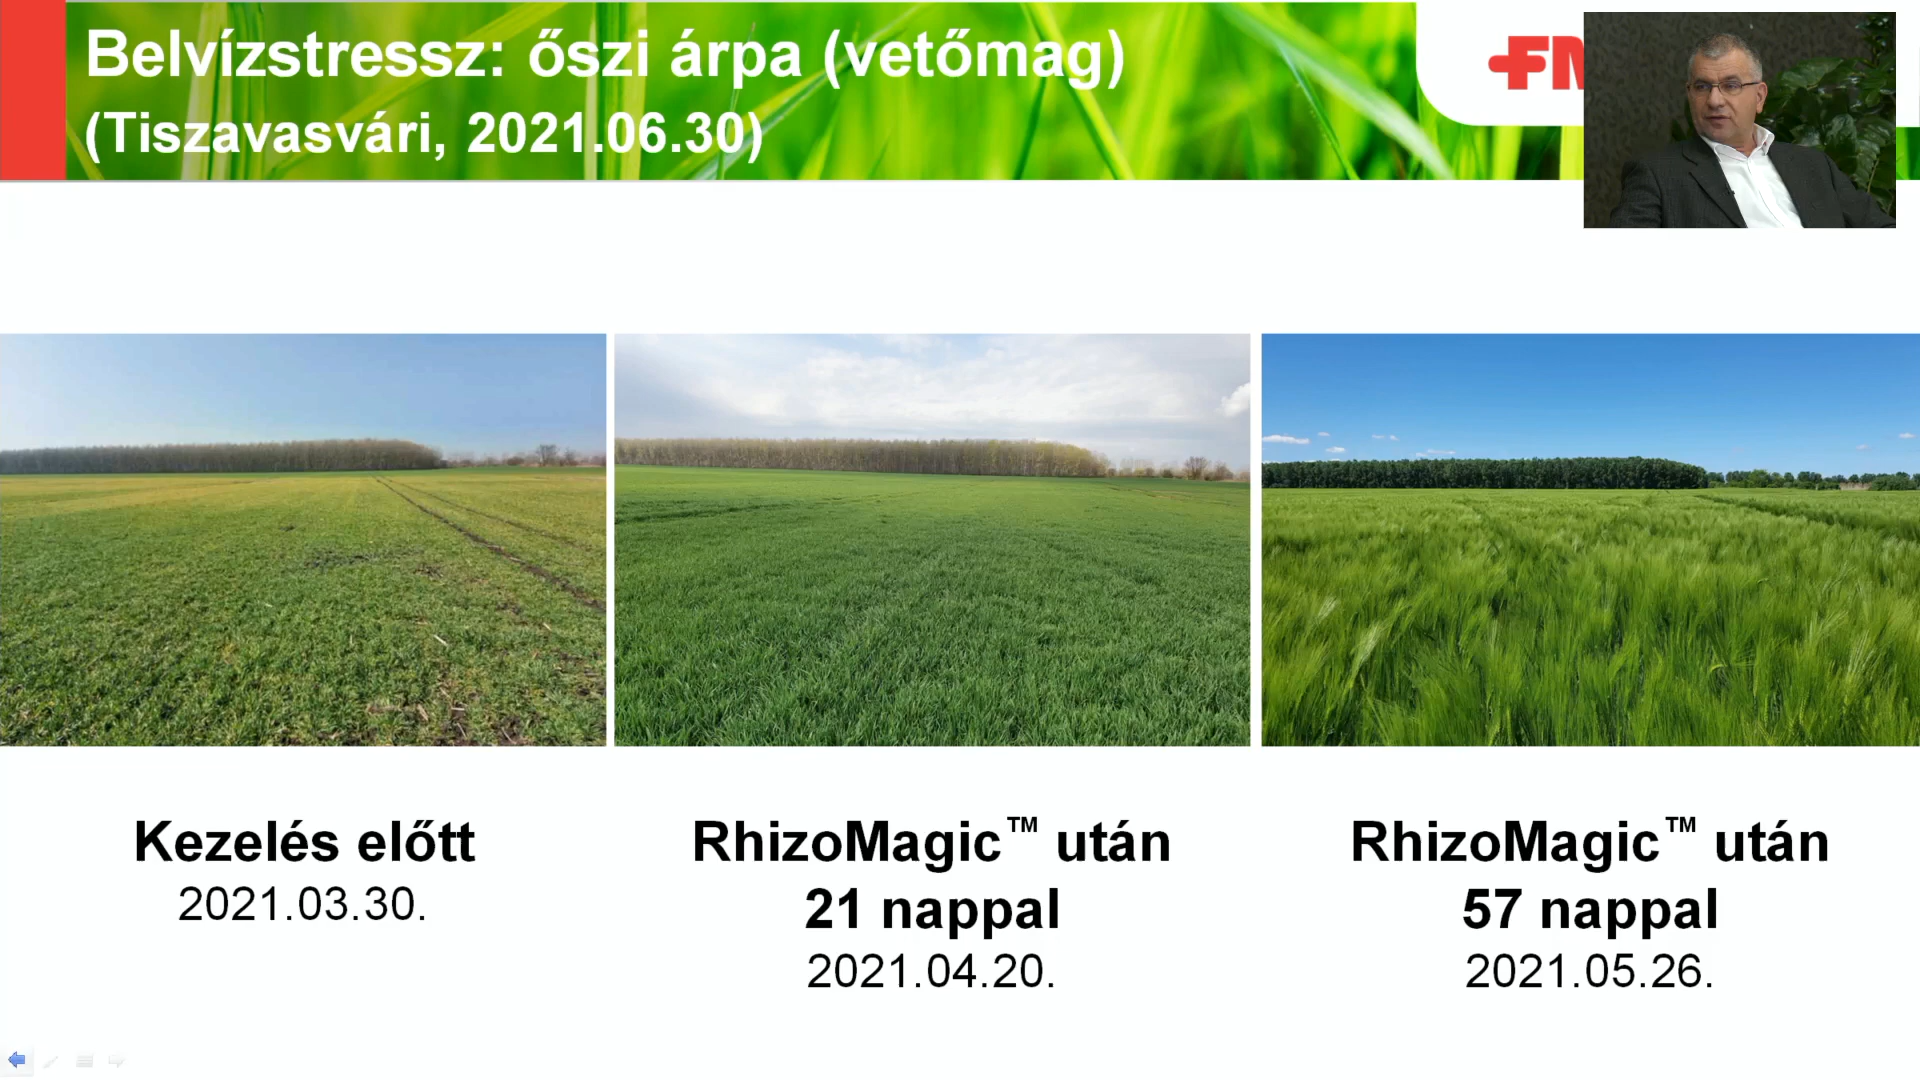 Belvízstressz: őszi árpa (vetőmag)
(Tiszavasvári, 2021.06.30)
Kezelés előtt
2021.03.30.
RhizoMagic™ után
21 nappal
2021.04.20.
RhizoMagic™ után
57 nappal
2021.05.26.